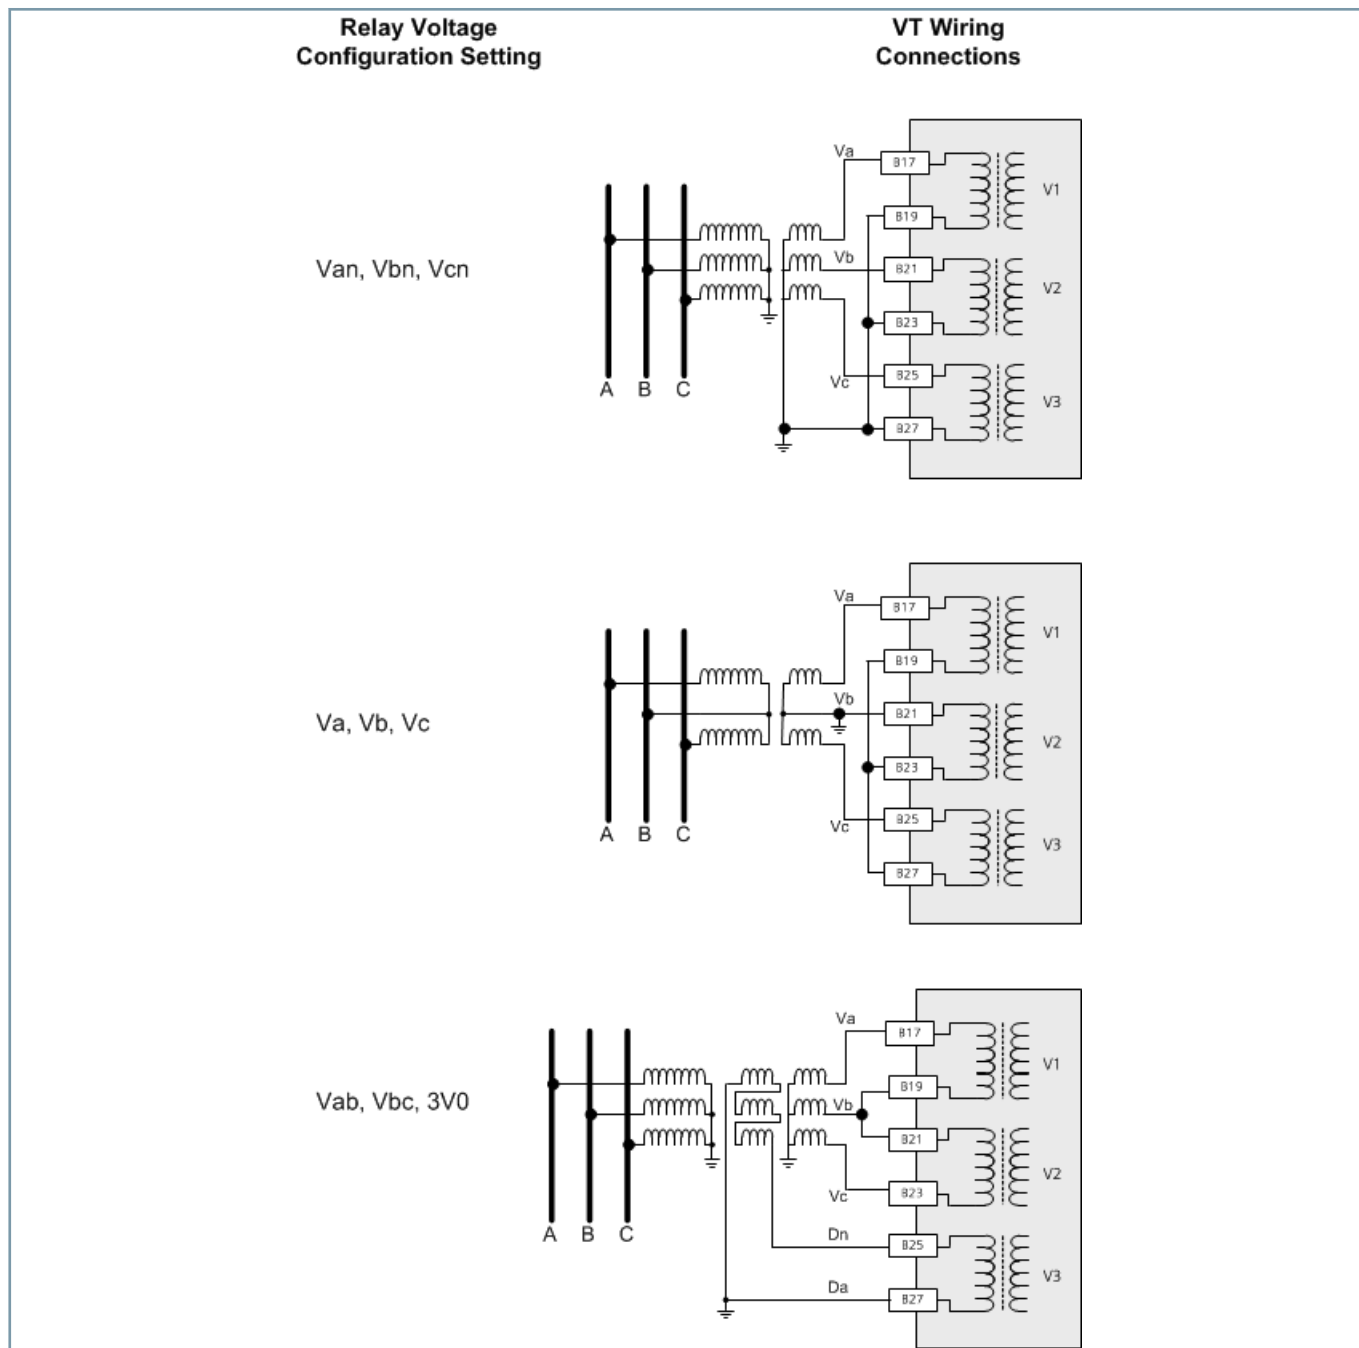 Relay Voltage
Configuration Setting
VT Wiring
Connections
Van, Vbn, Vcn
A
B
C
Va
Vb
Vc
B17
B19
B21
B23
B25
B27
V1
V2
V3
Va, Vb, Vc
A
B
C
Va
Vb
Vc
B17
B19
B21
B23
B25
B27
V1
V2
V3
Vab, Vbc, 3V0
A
B
C
Va
Vb
Vc
Dn
Da
B17
B19
B21
B23
B25
B27
V1
V2
V3